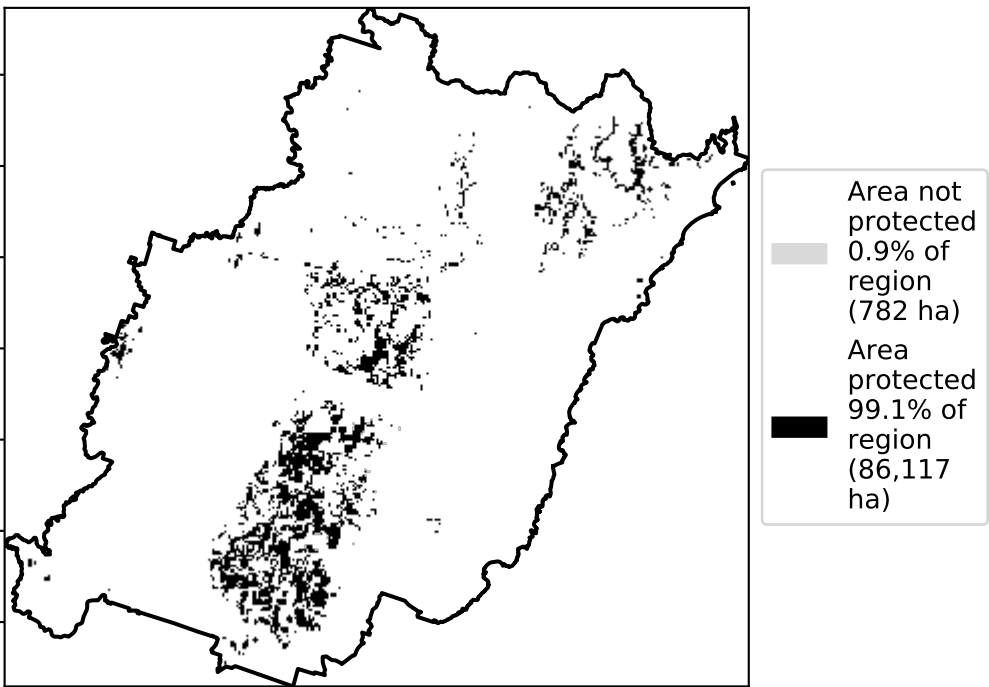 Area not
protected
0.9% of
region
(782 ha)
Area
protected
99.1% of
region
(86,117
ha)